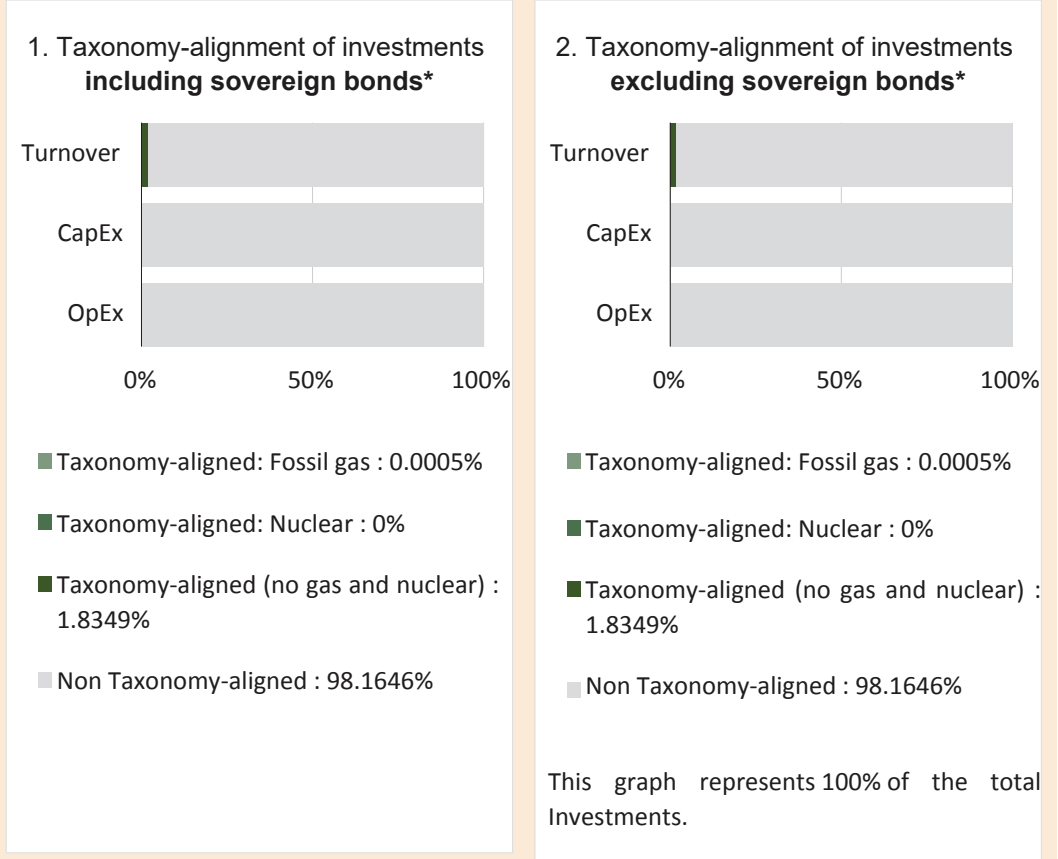 1. Taxonomy-alignment of investments
including sovereign bonds*
Turnover
CapEx
OpEx
0% 50% 100%
Taxonomy-aligned: Fossil gas : 0.0005%
Taxonomy-aligned: Nuclear : 0%
Taxonomy-aligned (no gas and nuclear) :
1.8349%
Non Taxonomy-aligned : 98.1646%
2. Taxonomy-alignment of investments
excluding sovereign bonds*
Turnover
CapEx
OpEx
0% 50% 100%
Taxonomy-aligned: Fossil gas : 0.0005%
Taxonomy-aligned: Nuclear : 0%
Taxonomy-aligned (no gas and nuclear) :
1.8349%
Non Taxonomy-aligned : 98.1646%
This graph represents 100% of the total
Investments.